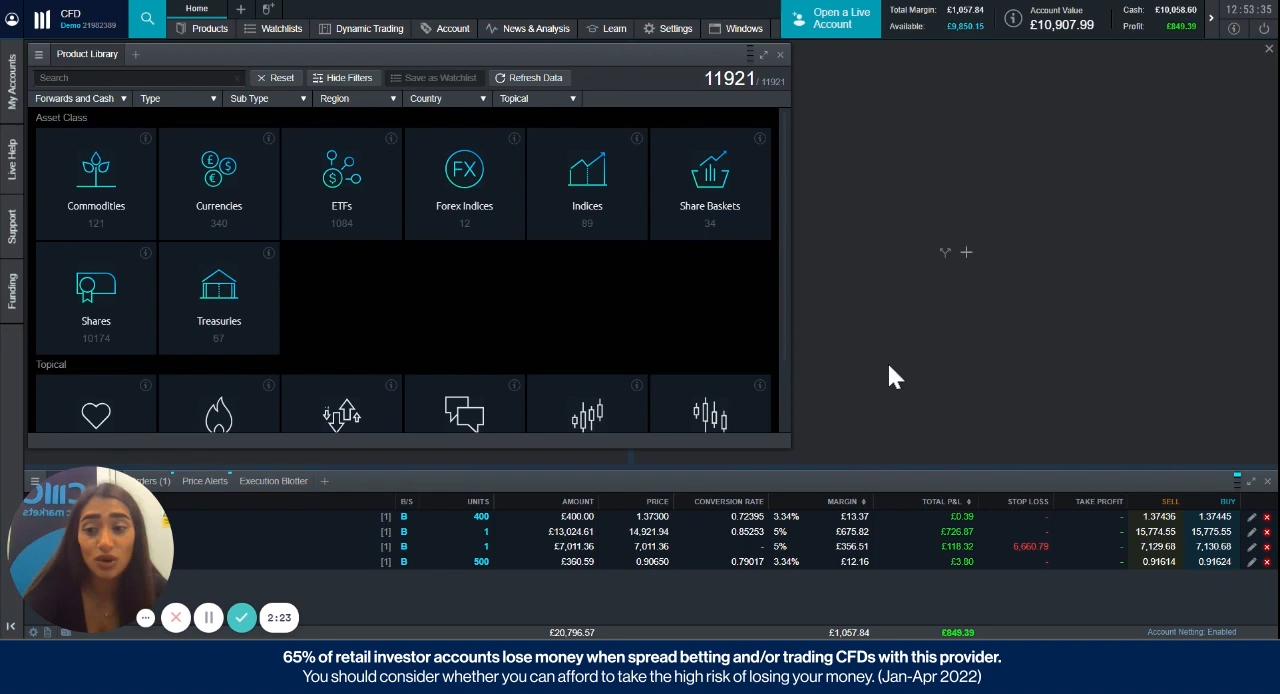 CFD
Demo 21982389
Home
Products
Watchlists
Dynamic Trading
Account
News & Analysis
Learn
Settings
Windows
Open a Live
Account
Total Margin: £1,057.84
Available: £9,850.15
Account Value
£10,907.99
Cash: £10,058.60
Profit: £849.39
12:53:35
My Accounts
Live Help
Support
Funding
Product Library
Search
Reset
Hide Filters
Save as Watchlist
Refresh Data
11921 / 11921
Forwards and Cash
Type
Sub Type
Region
Country
Topical
Asset Class
Commodities
121
Currencies
340
ETFs
1084
Forex Indices
12
Indices
89
Share Baskets
34
FX
Shares
10174
Treasuries
67
Topical
rders (1)
Price Alerts
Execution Blotter
B/S UNITS AMOUNT PRICE CONVERSION RATE MARGIN TOTAL P&L STOP LOSS TAKE PROFIT SELL BUY
[1] B 400 £400.00 1.37300 0.72395 3.34% £13.37 £0.39 - - 1.37436 1.37445
[1] B 1 £13,024.61 14,921.94 0.85253 5% £675.82 £726.87 - - 15,774.55 15,775.55
[1] B 1 £7,011.36 7,011.36 - 5% £356.51 £118.32 6,660.79 - 7,129.68 7,130.68
[1] B 500 £360.59 0.90650 0.79017 3.34% £12.16 £3.80 - - 0.91614 0.91624
2:23
£20,796.57 £1,057.84 £849.39
Account Netting: Enabled
65% of retail investor accounts lose money when spread betting and/or trading CFDs with this provider.
You should consider whether you can afford to take the high risk of losing your money. (Jan-Apr 2022)